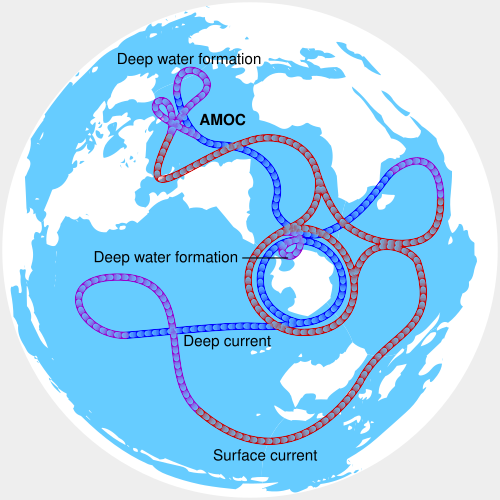 Deep water formation
AMOC
Deep water formation
Deep current
Surface current